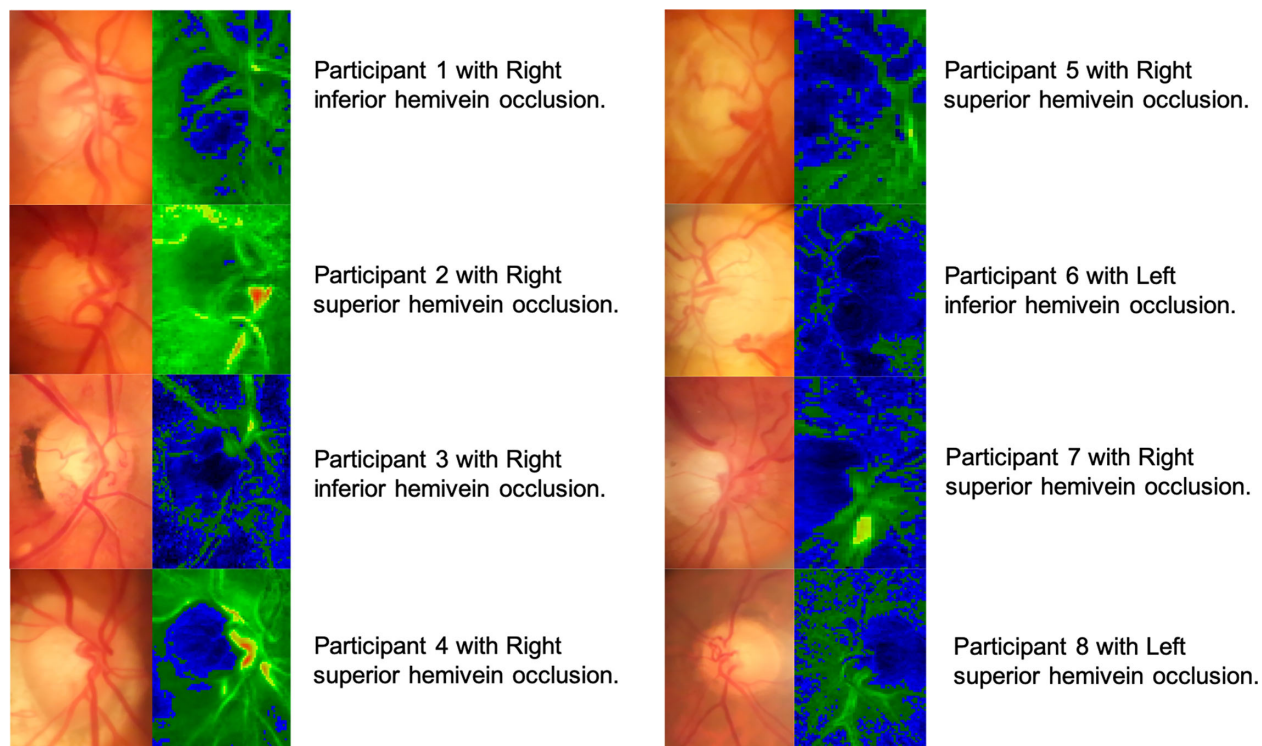 Participant 1 with Right
inferior hemivein occlusion.
Participant 2 with Right
superior hemivein occlusion.
Participant 3 with Right
inferior hemivein occlusion.
Participant 4 with Right
superior hemivein occlusion.
Participant 5 with Right
superior hemivein occlusion.
Participant 6 with Left
inferior hemivein occlusion.
Participant 7 with Right
superior hemivein occlusion.
Participant 8 with Left
superior hemivein occlusion.